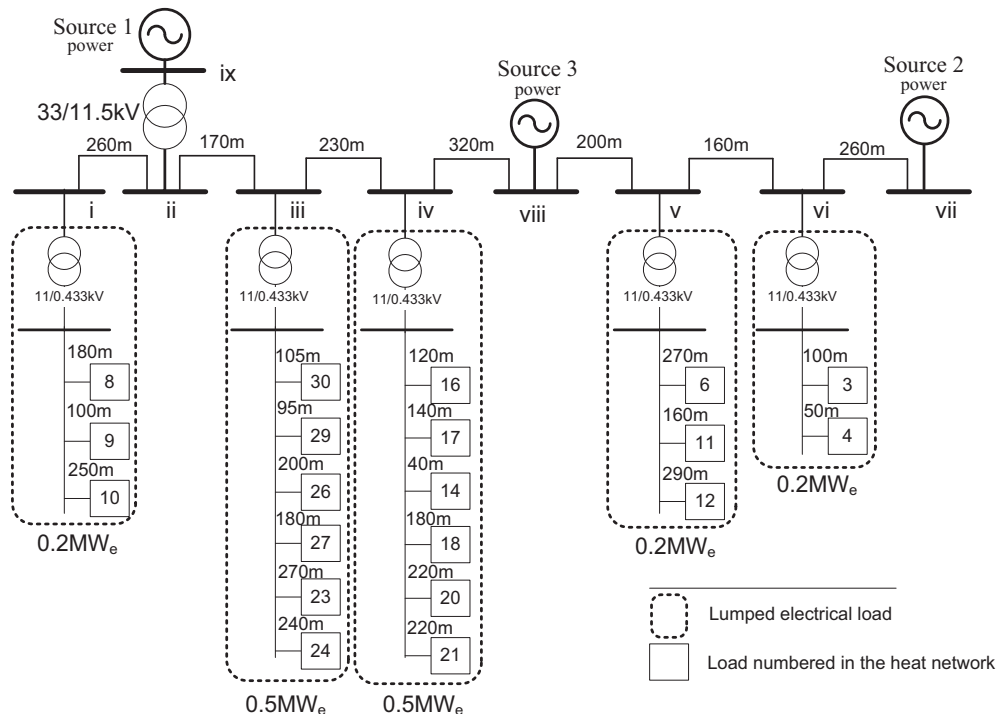 Source 1
power
ix
33/11.5kV
Source 3
power
Source 2
power
260m
170m
230m
320m
200m
160m
260m
i
ii
iii
iv
viii
v
vi
vii
11/0.433kV
11/0.433kV
11/0.433kV
11/0.433kV
11/0.433kV
180m
8
100m
9
250m
10
0.2MWe
105m
30
95m
29
200m
26
180m
27
270m
23
240m
24
0.5MWe
120m
16
140m
17
40m
14
180m
18
220m
20
220m
21
0.5MWe
270m
6
160m
11
290m
12
0.2MWe
100m
3
50m
4
0.2MWe
Lumped electrical load
Load numbered in the heat network